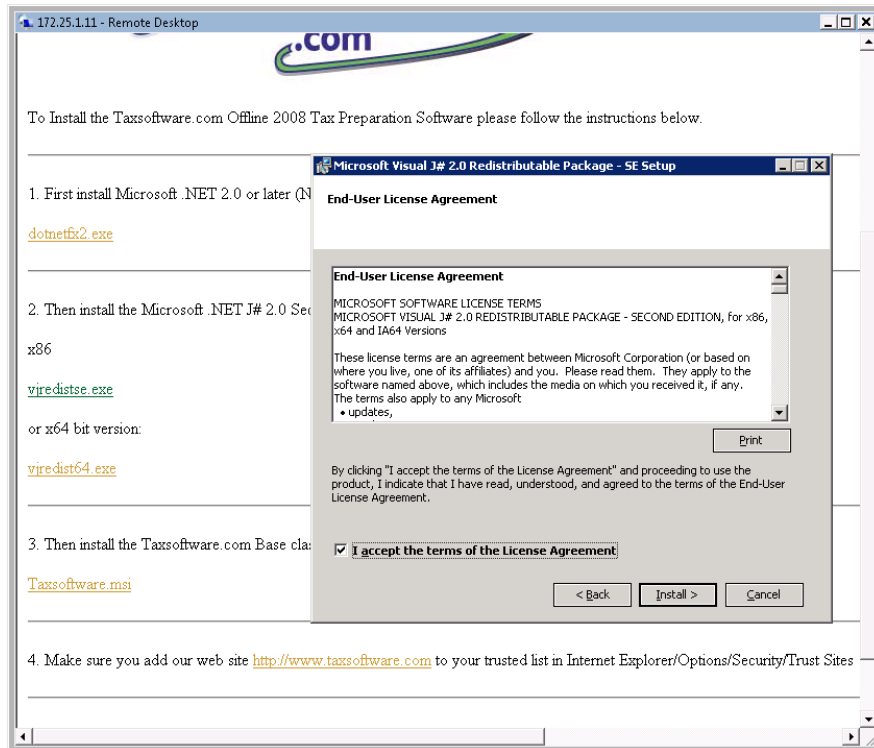 172.25.1.11 - Remote Desktop
.com
To Install the Taxsoftware.com Offline 2008 Tax Preparation Software please follow the instructions below.
Microsoft Visual J# 2.0 Redistributable Package - SE Setup
1. First install Microsoft .NET 2.0 or later (N
End-User License Agreement
dotnetfx2.exe
End-User License Agreement
MICROSOFT SOFTWARE LICENSE TERMS
MICROSOFT VISUAL J# 2.0 REDISTRIBUTABLE PACKAGE - SECOND EDITION, for x86,
x64 and IA64 Versions
These license terms are an agreement between Microsoft Corporation (or based on
where you live, one of its affiliates) and you. Please read them. They apply to the
software named above, which includes the media on which you received it, if any.
The terms also apply to any Microsoft
• updates,
2. Then install the Microsoft .NET J# 2.0 Sec
x86
vjredistse.exe
or x64 bit version:
vjredist64.exe
Print
By clicking "I accept the terms of the License Agreement" and proceeding to use the
product, I indicate that I have read, understood, and agreed to the terms of the End-User
License Agreement.
3. Then install the Taxsoftware.com Base cla
I accept the terms of the License Agreement
Taxsoftware.msi
< Back
Install >
Cancel
4. Make sure you add our web site http://www.taxsoftware.com to your trusted list in Internet Explorer/Options/Security/Trust Sites